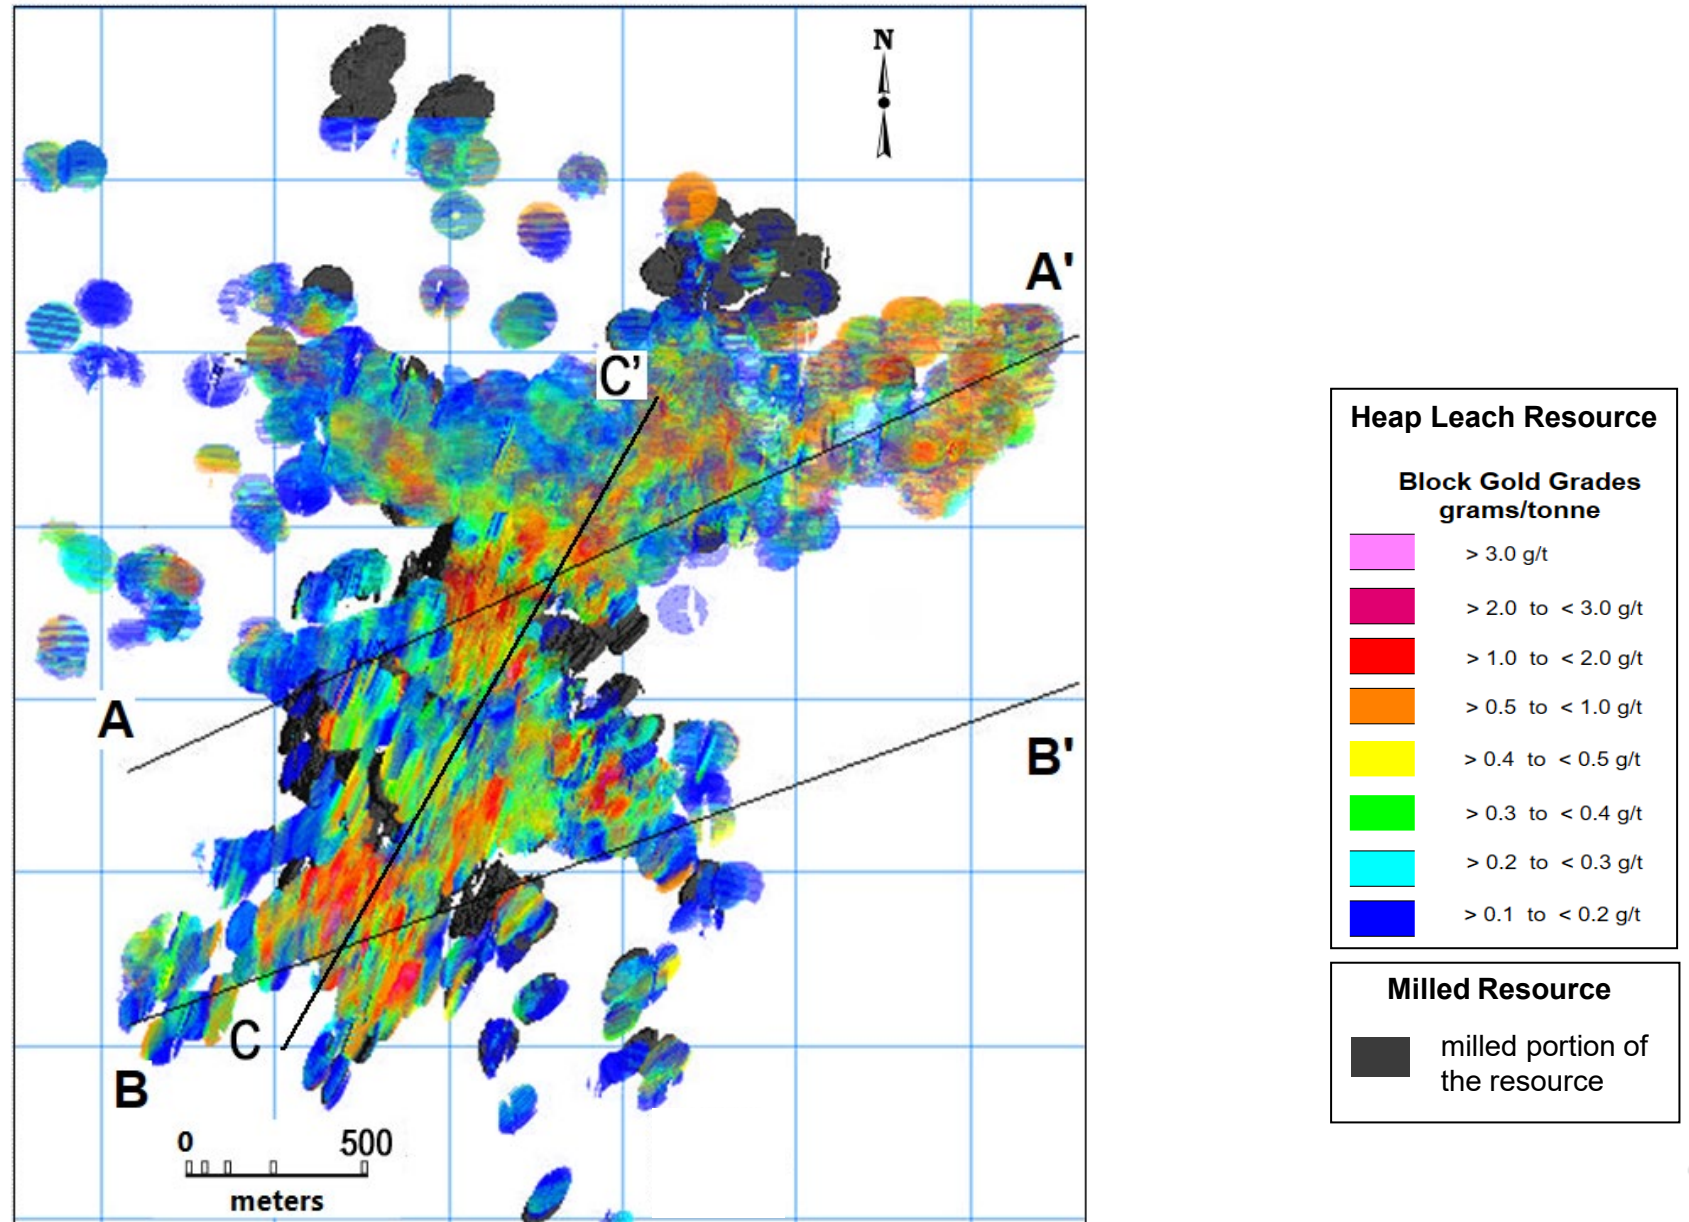 N
A'
C’
A
B'
C
B
0 500
meters
Heap Leach Resource
Block Gold Grades
grams/tonne
> 3.0 g/t
> 2.0 to < 3.0 g/t
> 1.0 to < 2.0 g/t
> 0.5 to < 1.0 g/t
> 0.4 to < 0.5 g/t
> 0.3 to < 0.4 g/t
> 0.2 to < 0.3 g/t
> 0.1 to < 0.2 g/t
Milled Resource
milled portion of
the resource